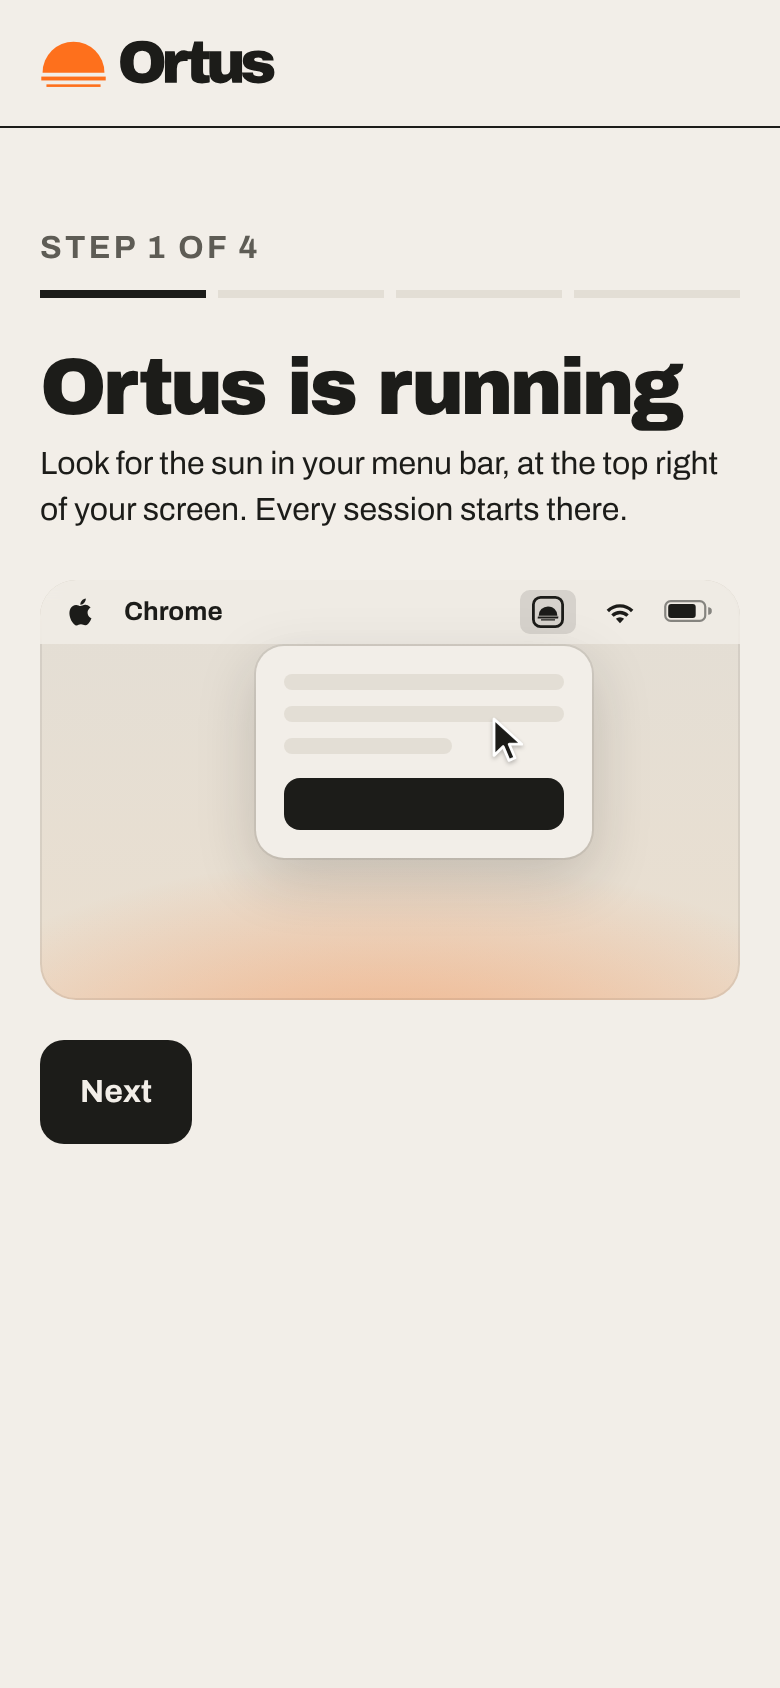 Ortus
STEP 1 OF 4
Ortus is running
Look for the sun in your menu bar, at the top right
of your screen. Every session starts there.
Chrome
Next